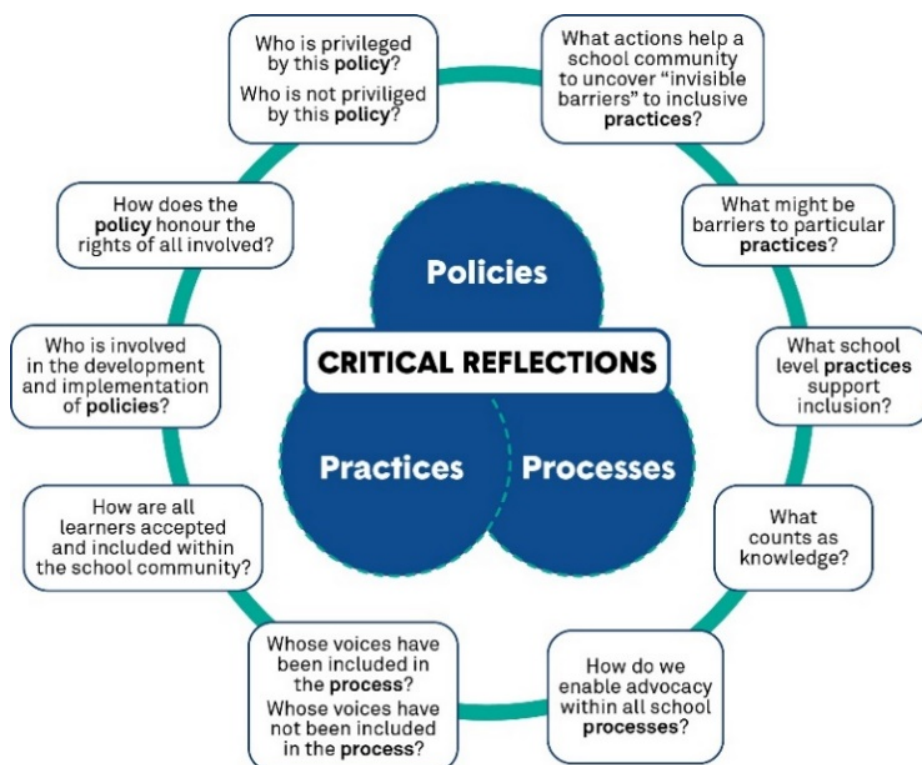 Who is privileged
by this policy?
Who is not priviliged
by this policy?
What actions help a
school community
to uncover “invisible
barriers” to inclusive
practices?
How does the
policy honour the
rights of all involved?
What might be
barriers to particular
practices?
Policies
CRITICAL REFLECTIONS
Practices
Processes
Who is involved
in the development
and implementation
of policies?
What school
level practices
support
inclusion?
How are all
learners accepted
and included within
the school community?
What
counts as
knowledge?
Whose voices have
been included in
the process?
Whose voices have
not been included
in the process?
How do we
enable advocacy
within all school
processes?